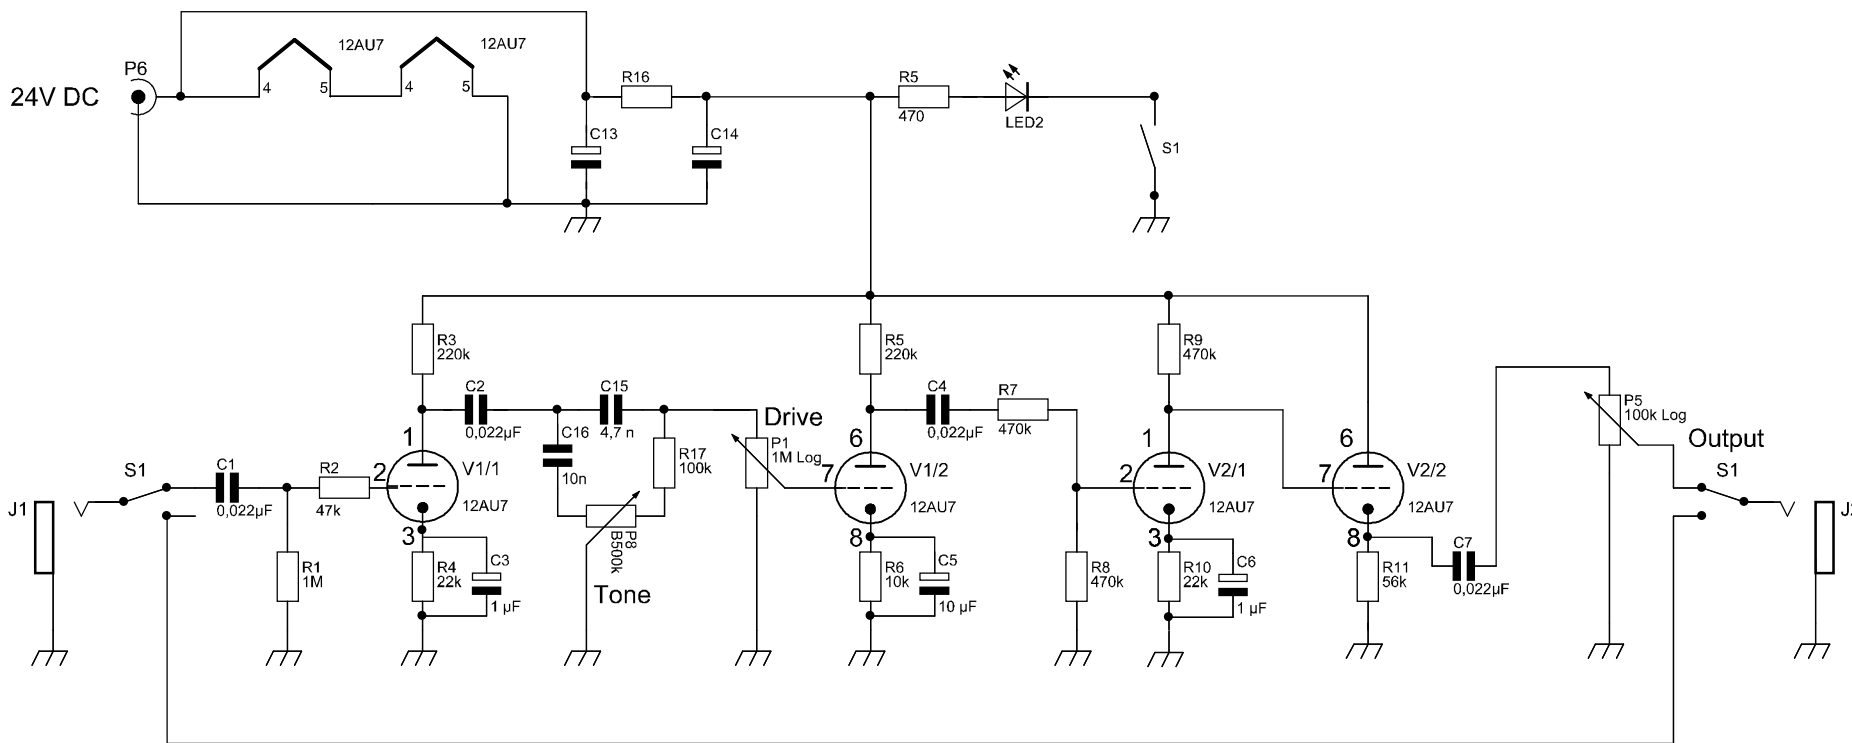 P6
24V DC
4
12AU7
5
4
12AU7
5
R16
C13
C14
R5
470
LED2
S1
J1
S1
C1
0,022µF
R1
1M
R2
47k
R3
220k
1
2
3
V1/1
12AU7
R4
22k
C3
1 µF
C2
0,022µF
C16
10n
C15
4,7 n
R17
100k
P8
B500k
Tone
Drive
P1
1M Log
R5
220k
6
7
8
V1/2
12AU7
R6
10k
C5
10 µF
C4
0,022µF
R7
470k
R8
470k
R9
470k
1
2
3
V2/1
12AU7
R10
22k
C6
1 µF
6
7
8
V2/2
12AU7
R11
56k
C7
0,022µF
P5
100k Log
Output
S1